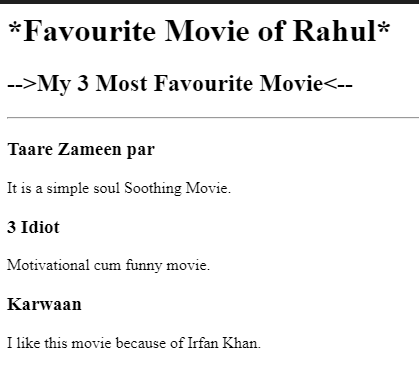 *Favourite Movie of Rahul*
-->My 3 Most Favourite Movie<--
Taare Zameen par
It is a simple soul Soothing Movie.
3 Idiot
Motivational cum funny movie.
Karwaan
I like this movie because of Irfan Khan.